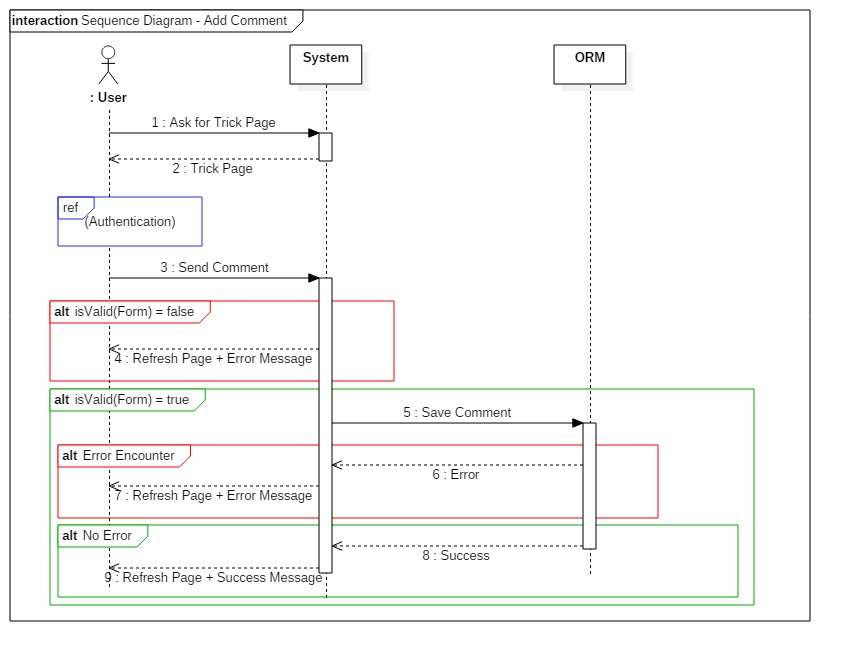 interaction Sequence Diagram - Add Comment
System
ORM
: User
1 : Ask for Trick Page
2 : Trick Page
ref
(Authentication)
3 : Send Comment
alt isValid(Form) = false
4 : Refresh Page + Error Message
alt isValid(Form) = true
5 : Save Comment
alt Error Encounter
6 : Error
7 : Refresh Page + Error Message
alt No Error
8 : Success
9 : Refresh Page + Success Message